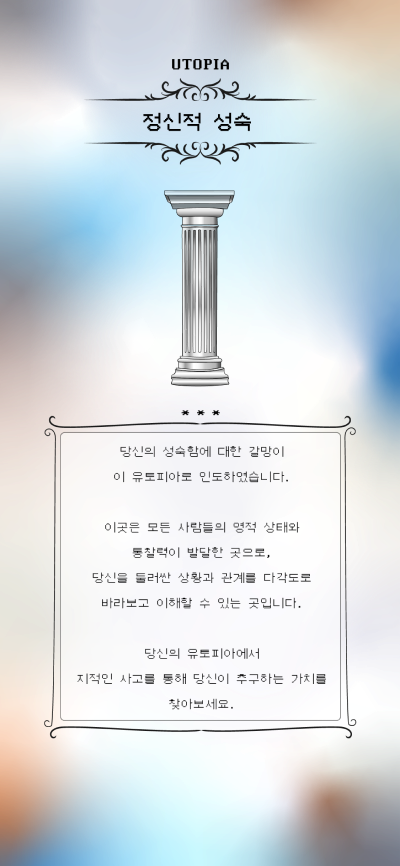 UTOPIA
정신적 성숙
***
당신의 성숙함에 대한 갈망이
이 유토피아로 인도하였습니다.
이곳은 모든 사람들의 영적 상태와
통찰력이 발달한 곳으로,
당신을 둘러싼 상황과 관계를 다각도로
바라보고 이해할 수 있는 곳입니다.
당신의 유토피아에서
지적인 사고를 통해 당신이 추구하는 가치를
찾아보세요.